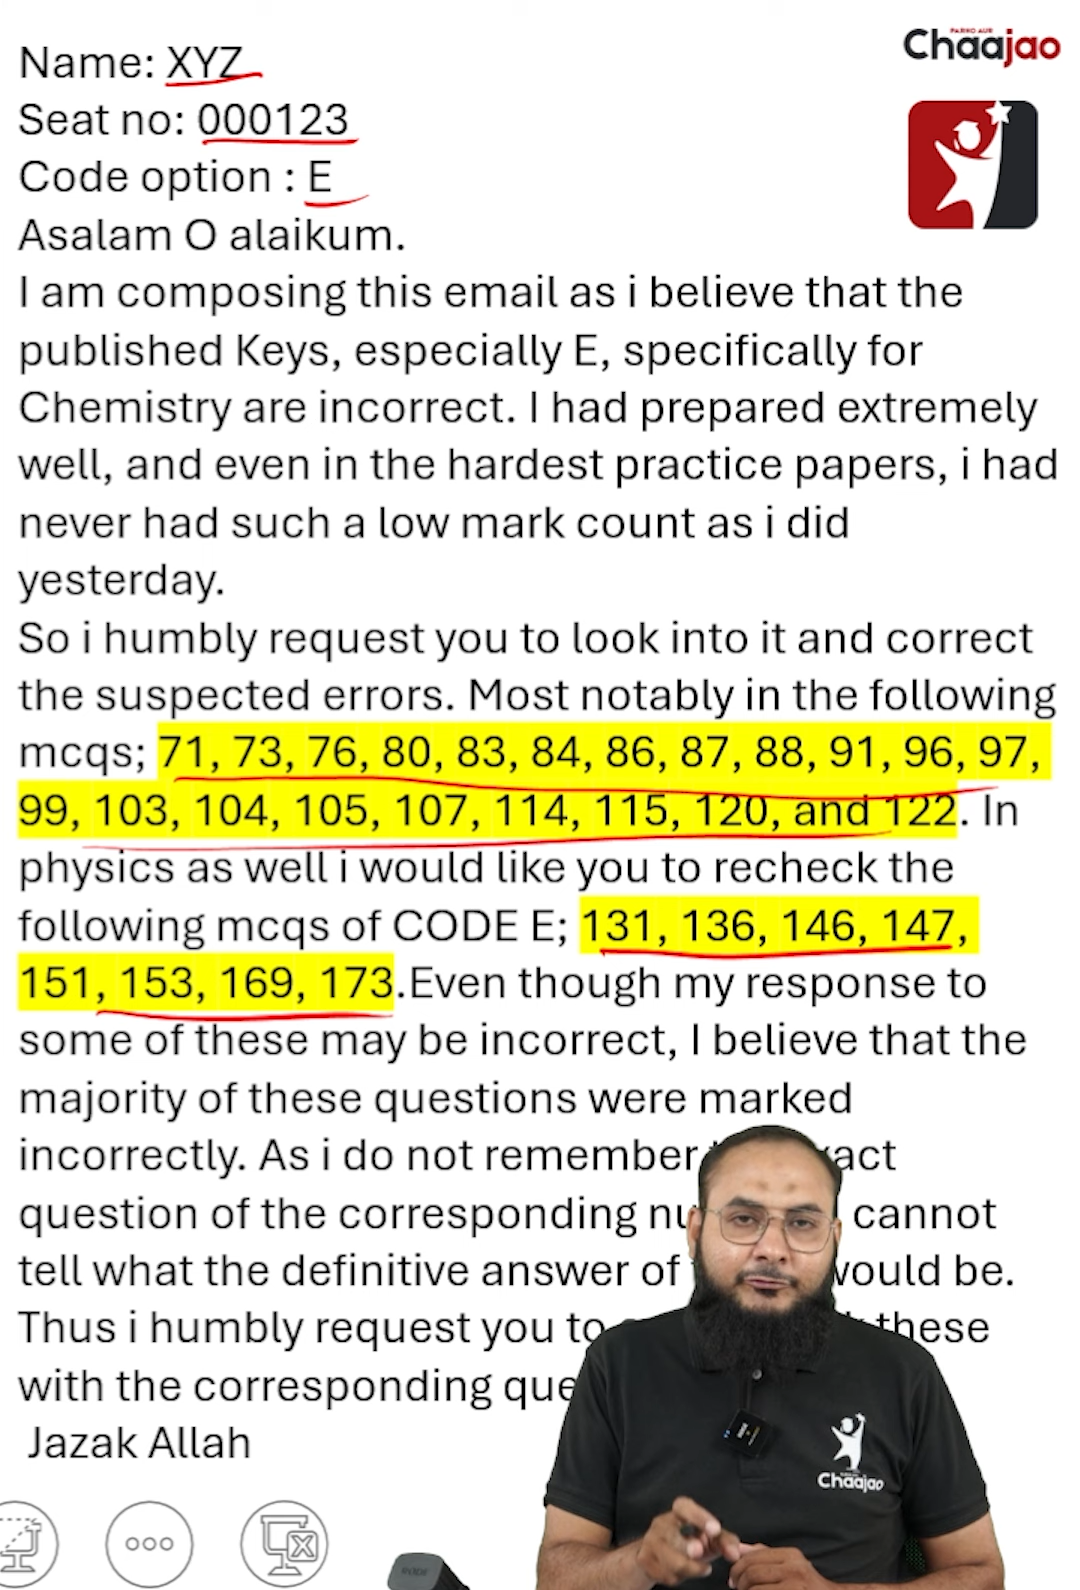 Name: XYZ
PARHO AUR
Chaajao
Seat no: 000123
Code option : E
Asalam O alaikum.
I am composing this email as i believe that the
published Keys, especially E, specifically for
Chemistry are incorrect. I had prepared extremely
well, and even in the hardest practice papers, i had
never had such a low mark count as i did
yesterday.
So i humbly request you to look into it and correct
the suspected errors. Most notably in the following
mcqs; 71, 73, 76, 80, 83, 84, 86, 87, 88, 91, 96, 97,
99, 103, 104, 105, 107, 114, 115, 120, and 122. In
physics as well i would like you to recheck the
following mcqs of CODE E; 131, 136, 146, 147,
151, 153, 169, 173.Even though my response to
some of these may be incorrect, I believe that the
majority of these questions were marked
incorrectly. As i do not remember
question of the corresponding cannot
tell what the definitive answer of would be.
Thus i humbly request you to these
with the corresponding
Jazak Allah
Chaajao